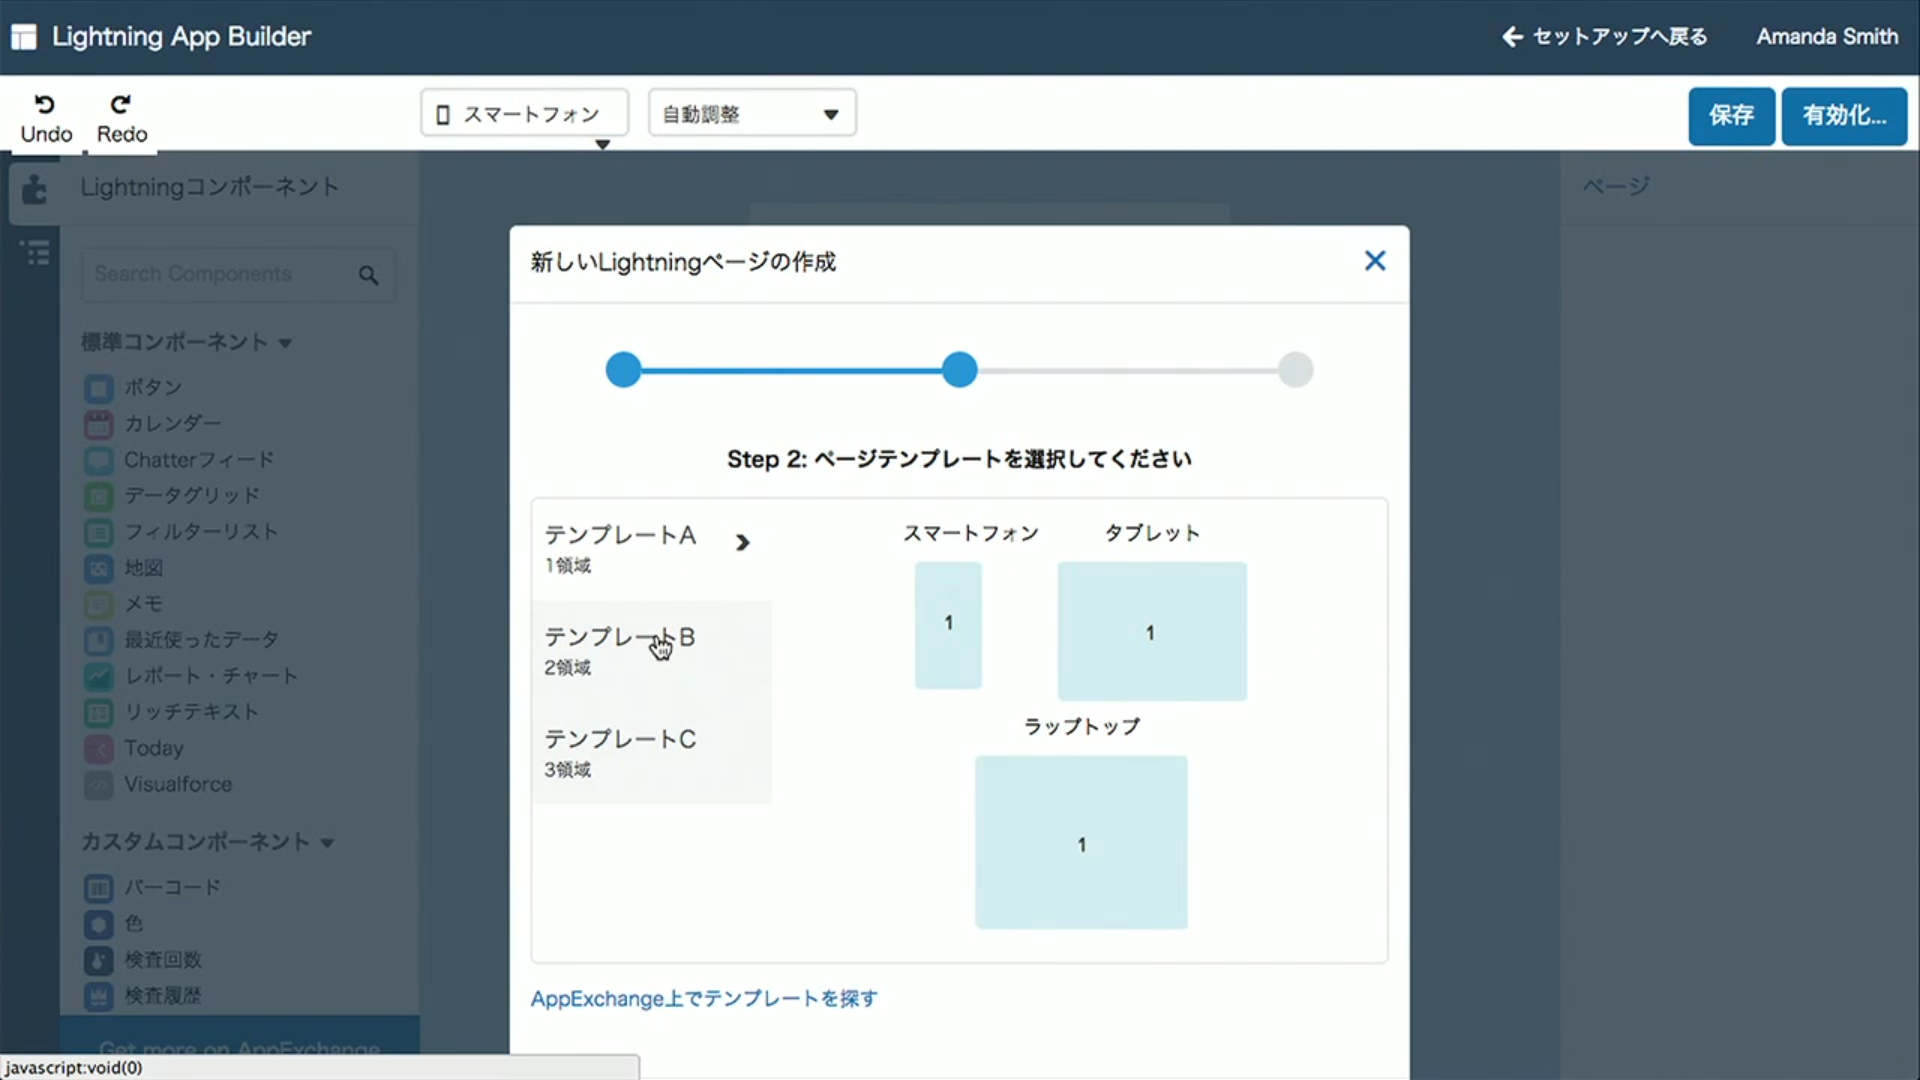 Lightning App Builder
セットアップへ戻る
Amanda Smith
Undo
Redo
スマートフォン
自動調整
保存
有効化...
Lightningコンポーネント
Search Components
標準コンポーネント
ボタン
カレンダー
Chatterフィード
データグリッド
フィルターリスト
地図
メモ
最近使ったデータ
レポート・チャート
リッチテキスト
Today
Visualforce
カスタムコンポーネント
バーコード
色
検査回数
検査履歴
Get more on AppExchange
javascript:void(0)
新しいLightningページの作成
Step 2: ページテンプレートを選択してください
テンプレートA
1領域
テンプレートB
2領域
テンプレートC
3領域
スマートフォン
1
タブレット
1
ラップトップ
1
AppExchange上でテンプレートを探す
ページ